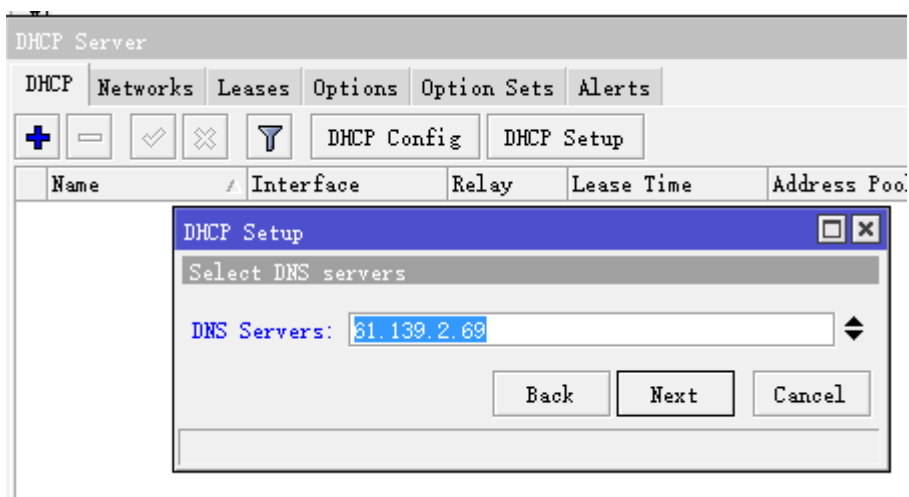 DHCP Server
DHCP Networks Leases Options Option Sets Alerts
DHCP Config DHCP Setup
Name Interface Relay Lease Time Address Pool
DHCP Setup
Select DNS servers
DNS Servers: 61.139.2.69
Back Next Cancel